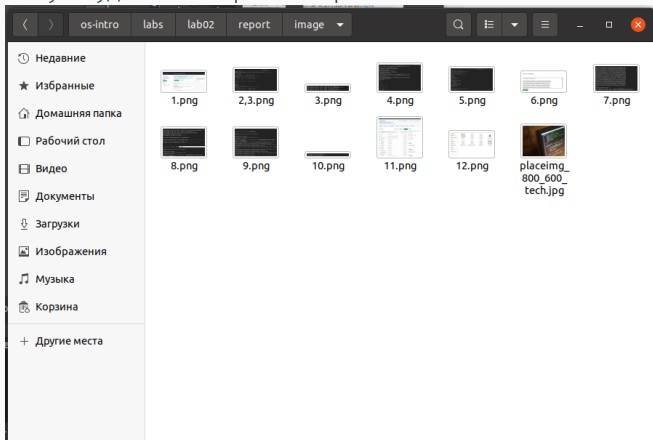 os-intro labs lab02 report image
Недавние
Избранные
Домашняя папка
Рабочий стол
Видео
Документы
Загрузки
Изображения
Музыка
Корзина
+ Другие места
1.png 2,3.png 3.png 4.png 5.png 6.png 7.png
8.png 9.png 10.png 11.png 12.png placeimg_
800_600_
tech.jpg